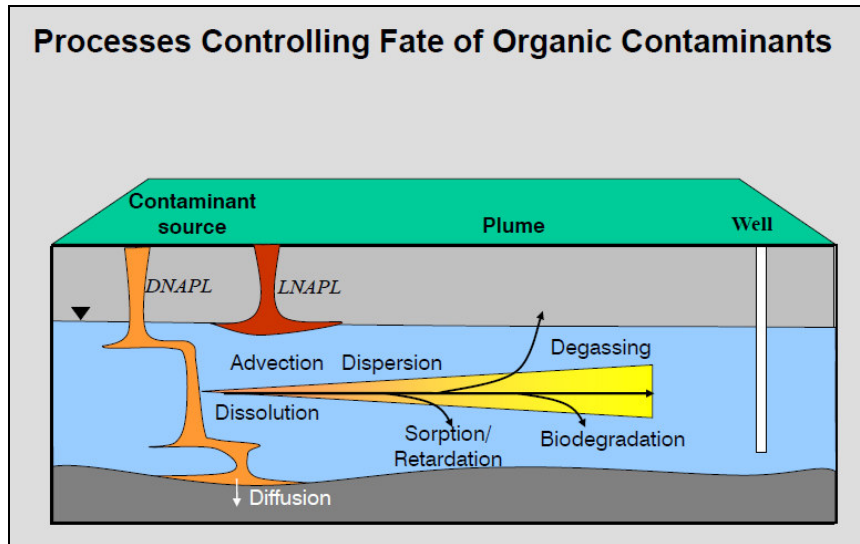 Processes Controlling Fate of Organic Contaminants
Contaminant
source
Plume
Well
DNAPL
LNAPL
Advection
Dispersion
Degassing
Dissolution
Sorption/
Retardation
Biodegradation
Diffusion